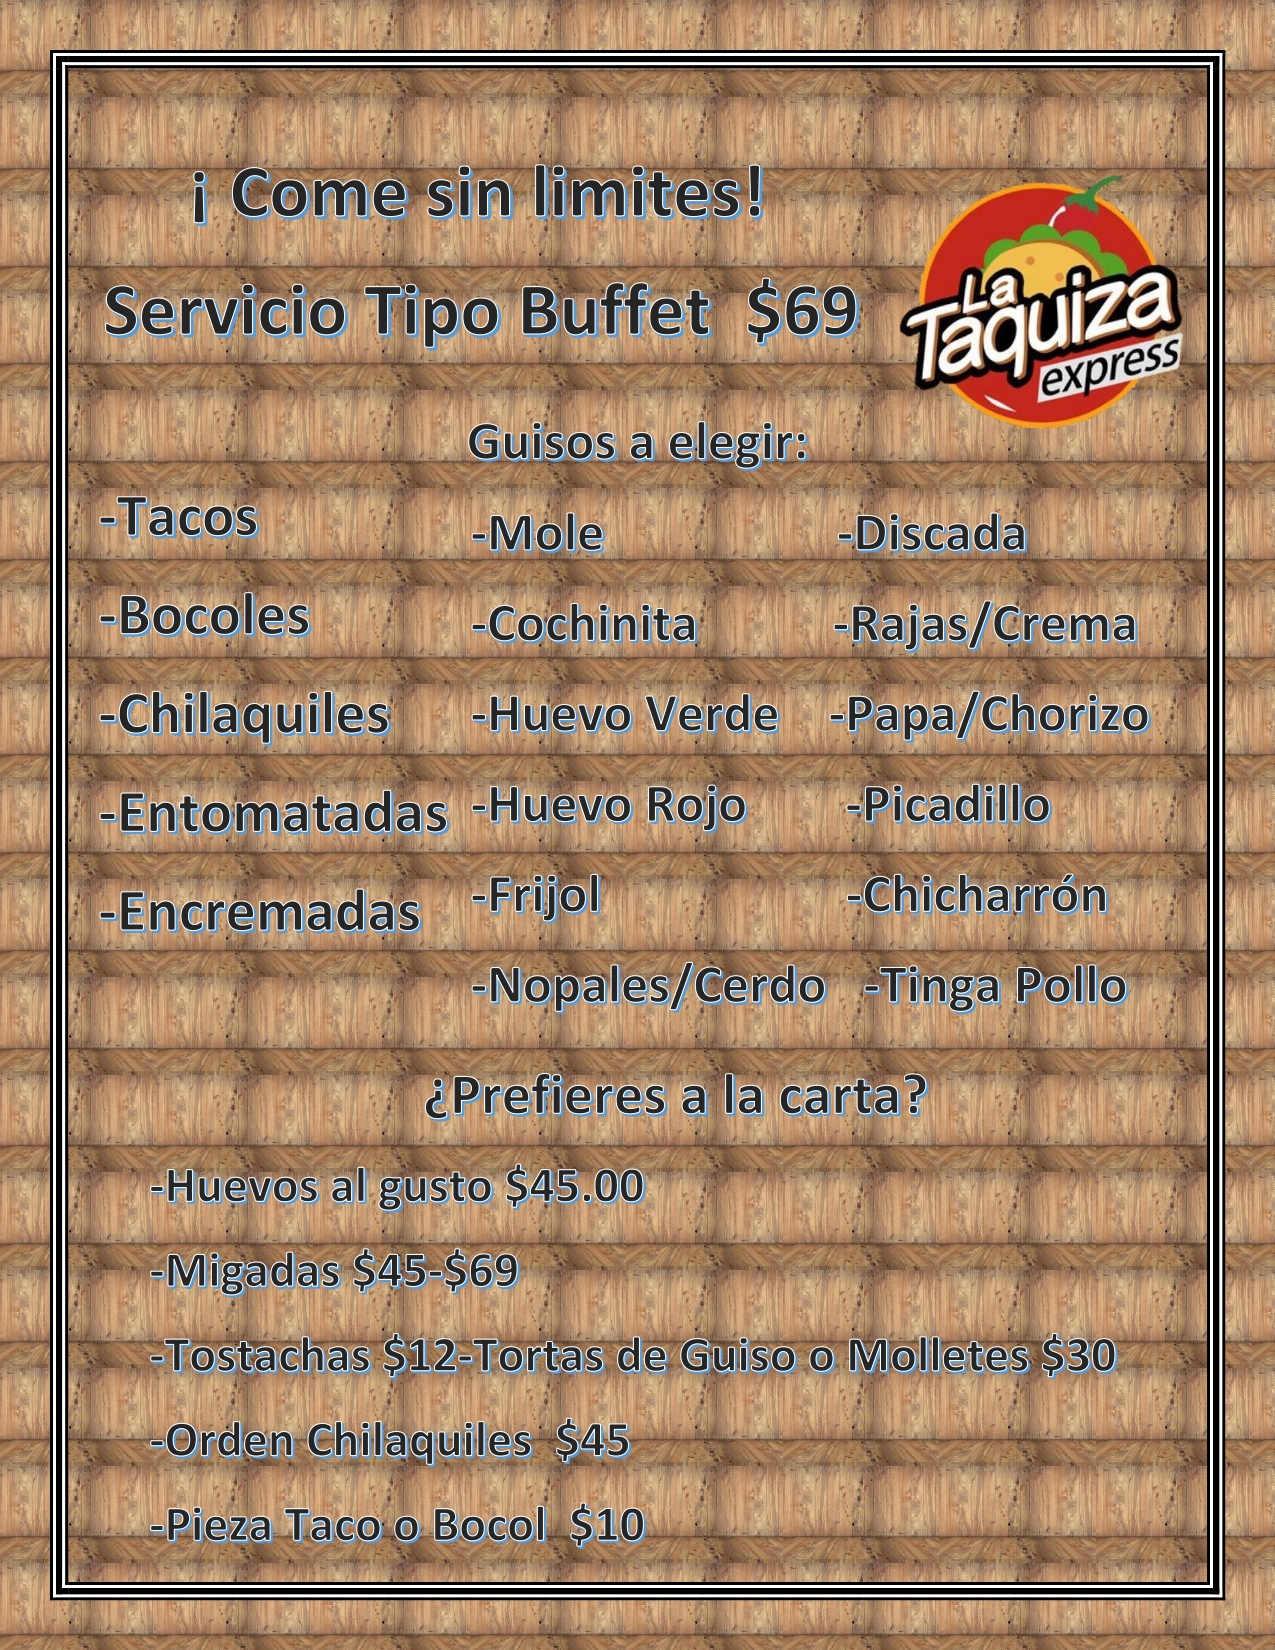 ¡ Come sin limites!
Servicio Tipo Buffet $69
La
Taquiza
express
Guisos a elegir:
-Tacos
-Bocoles
-Chilaquiles
-Entomatadas
-Encremadas
-Mole -Discada
-Cochinita -Rajas/Crema
-Huevo Verde -Papa/Chorizo
-Huevo Rojo -Picadillo
-Frijol -Chicharrón
-Nopales/Cerdo -Tinga Pollo
¿Prefieres a la carta?
-Huevos al gusto $45.00
-Migadas $45-$69
-Tostachas $12-Tortas de Guiso o Molletes $30
-Orden Chilaquiles $45
-Pieza Taco o Bocol $10